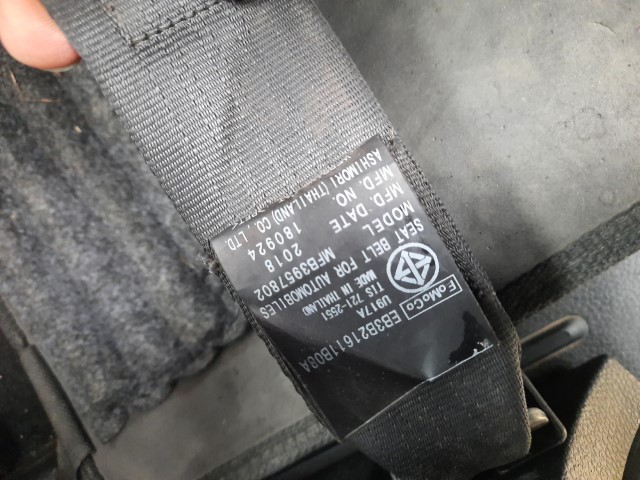 FoMoCo EB3B21611B08A
U917A
TIS 721-2551
MADE IN THAILAND
SEAT BELT FOR AUTOMOBILES
MODEL MFB3957802
MFD. DATE 2018
MFD. NO. 180924
ASHIMORI (THAILAND) CO., LTD.